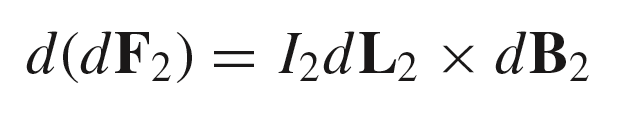 d(dF₂) = I₂dL₂ × dB₂